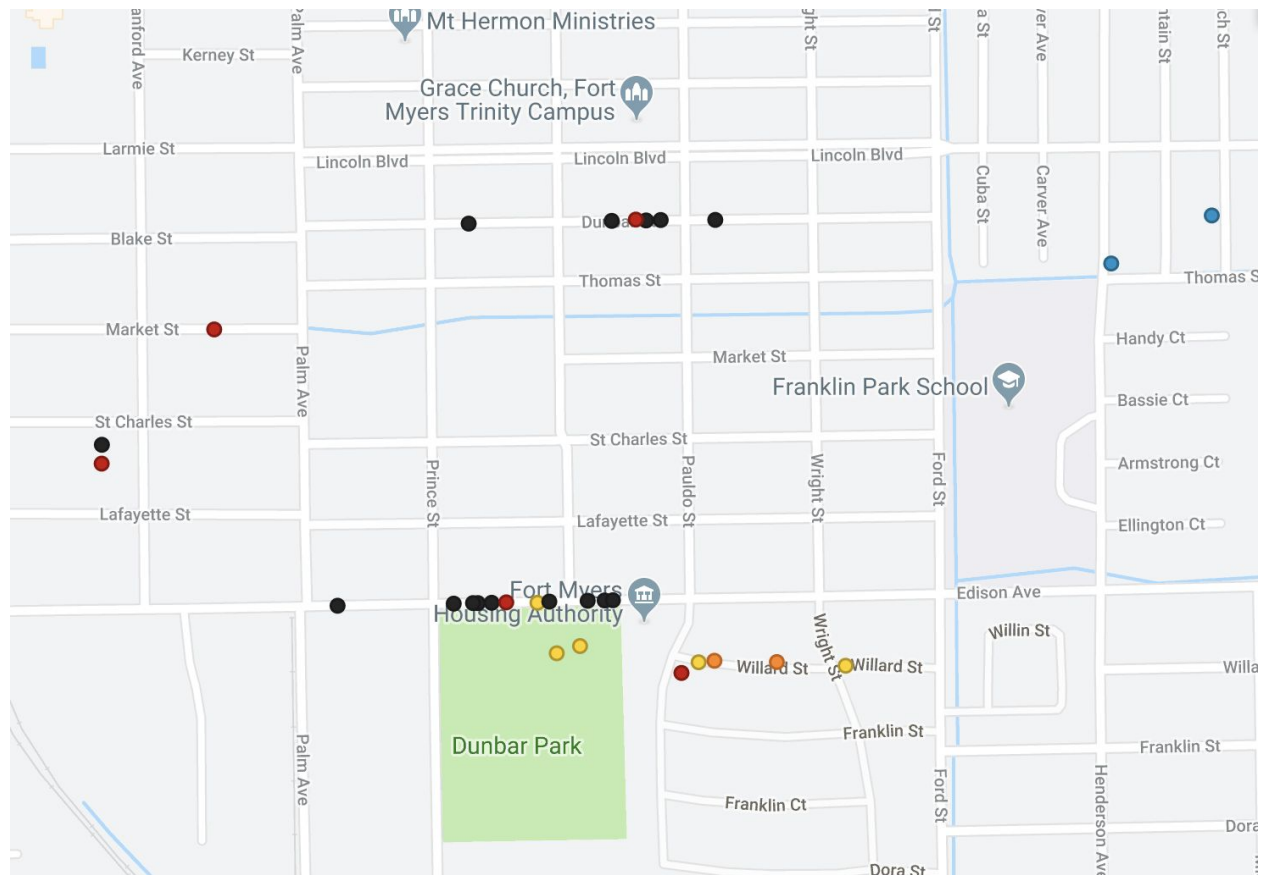 Mt Hermon Ministries
Kerney St
Palm Ave
Grace Church, Fort
Myers Trinity Campus
Larmie St
Lincoln Blvd
Lincoln Blvd
Lincoln Blvd
Cuba St
Carver Ave
Blake St
Thomas St
Thomas S
Market St
Market St
Handy Ct
Palm Ave
Franklin Park School
Bassie Ct
St Charles St
St Charles St
Prince St
Pauldo St
Wright St
Ford St
Armstrong Ct
Lafayette St
Lafayette St
Ellington Ct
Fort Myers
Housing Authority
Edison Ave
Wright St
Willin St
Willard St
Willard St
Willa
Dunbar Park
Franklin St
Franklin St
Palm Ave
Ford St
Henderson Ave
Franklin Ct
Dora
Dora St